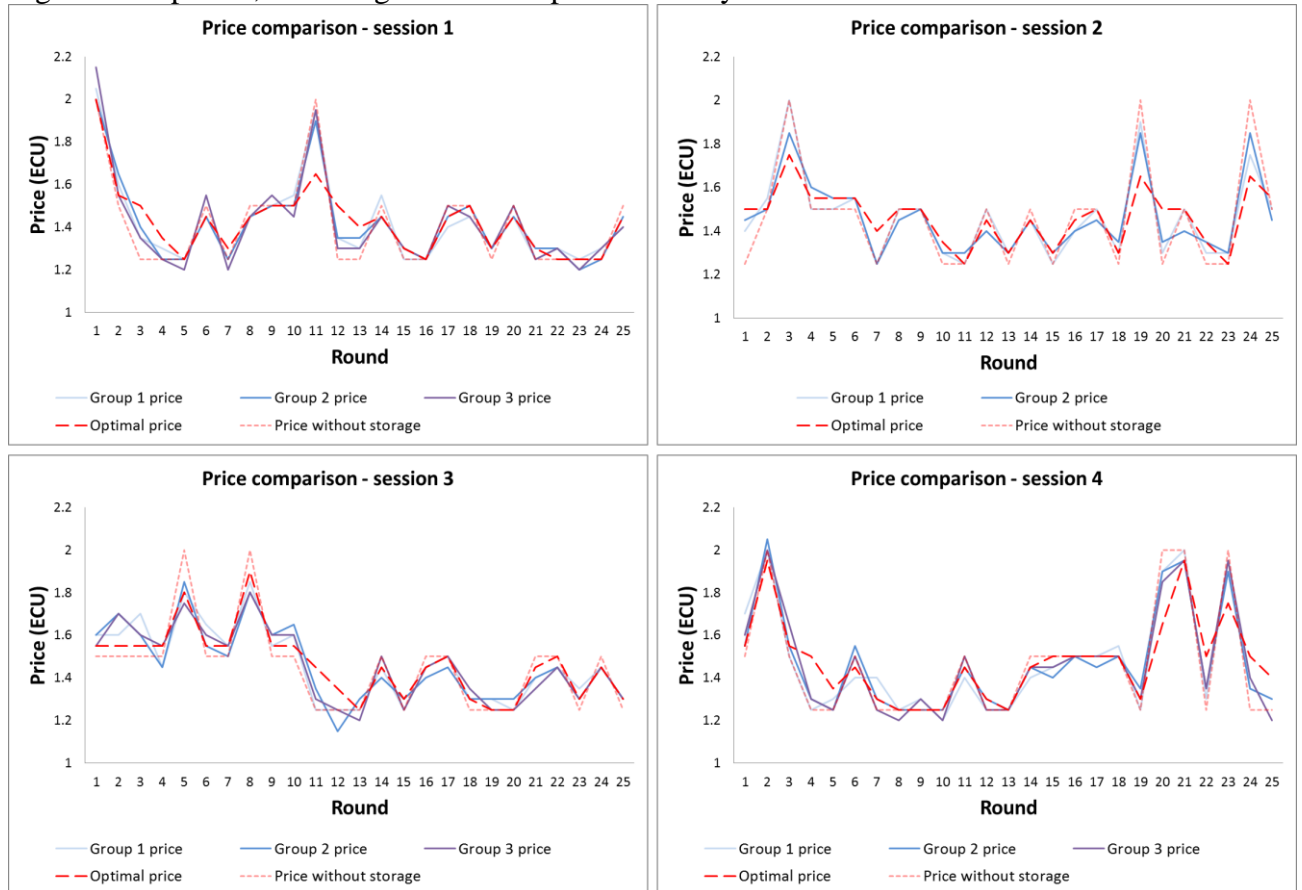 Price comparison - session 1
Price (ECU)
2.2
2
1.8
1.6
1.4
1.2
1
1 2 3 4 5 6 7 8 9 10 11 12 13 14 15 16 17 18 19 20 21 22 23 24 25
Round
Group 1 price Group 2 price Group 3 price
Optimal price Price without storage
Price comparison - session 2
Price (ECU)
2.2
2
1.8
1.6
1.4
1.2
1
1 2 3 4 5 6 7 8 9 10 11 12 13 14 15 16 17 18 19 20 21 22 23 24 25
Round
Group 1 price Group 2 price
Optimal price Price without storage
Price comparison - session 3
Price (ECU)
2.2
2
1.8
1.6
1.4
1.2
1
1 2 3 4 5 6 7 8 9 10 11 12 13 14 15 16 17 18 19 20 21 22 23 24 25
Round
Group 1 price Group 2 price Group 3 price
Optimal price Price without storage
Price comparison - session 4
Price (ECU)
2.2
2
1.8
1.6
1.4
1.2
1
1 2 3 4 5 6 7 8 9 10 11 12 13 14 15 16 17 18 19 20 21 22 23 24 25
Round
Group 1 price Group 2 price Group 3 price
Optimal price Price without storage